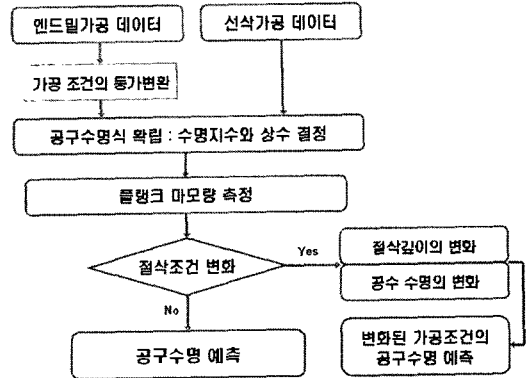 엔드밀가공 데이터
선삭가공 데이터
가공 조건의 등가변환
공구수명식 확립 : 수명지수와 상수 결정
플랭크 마모량 측정
절삭조건 변화
Yes
절삭깊이의 변화
공수 수명의 변화
No
공구수명 예측
변화된 가공조건의
공구수명 예측